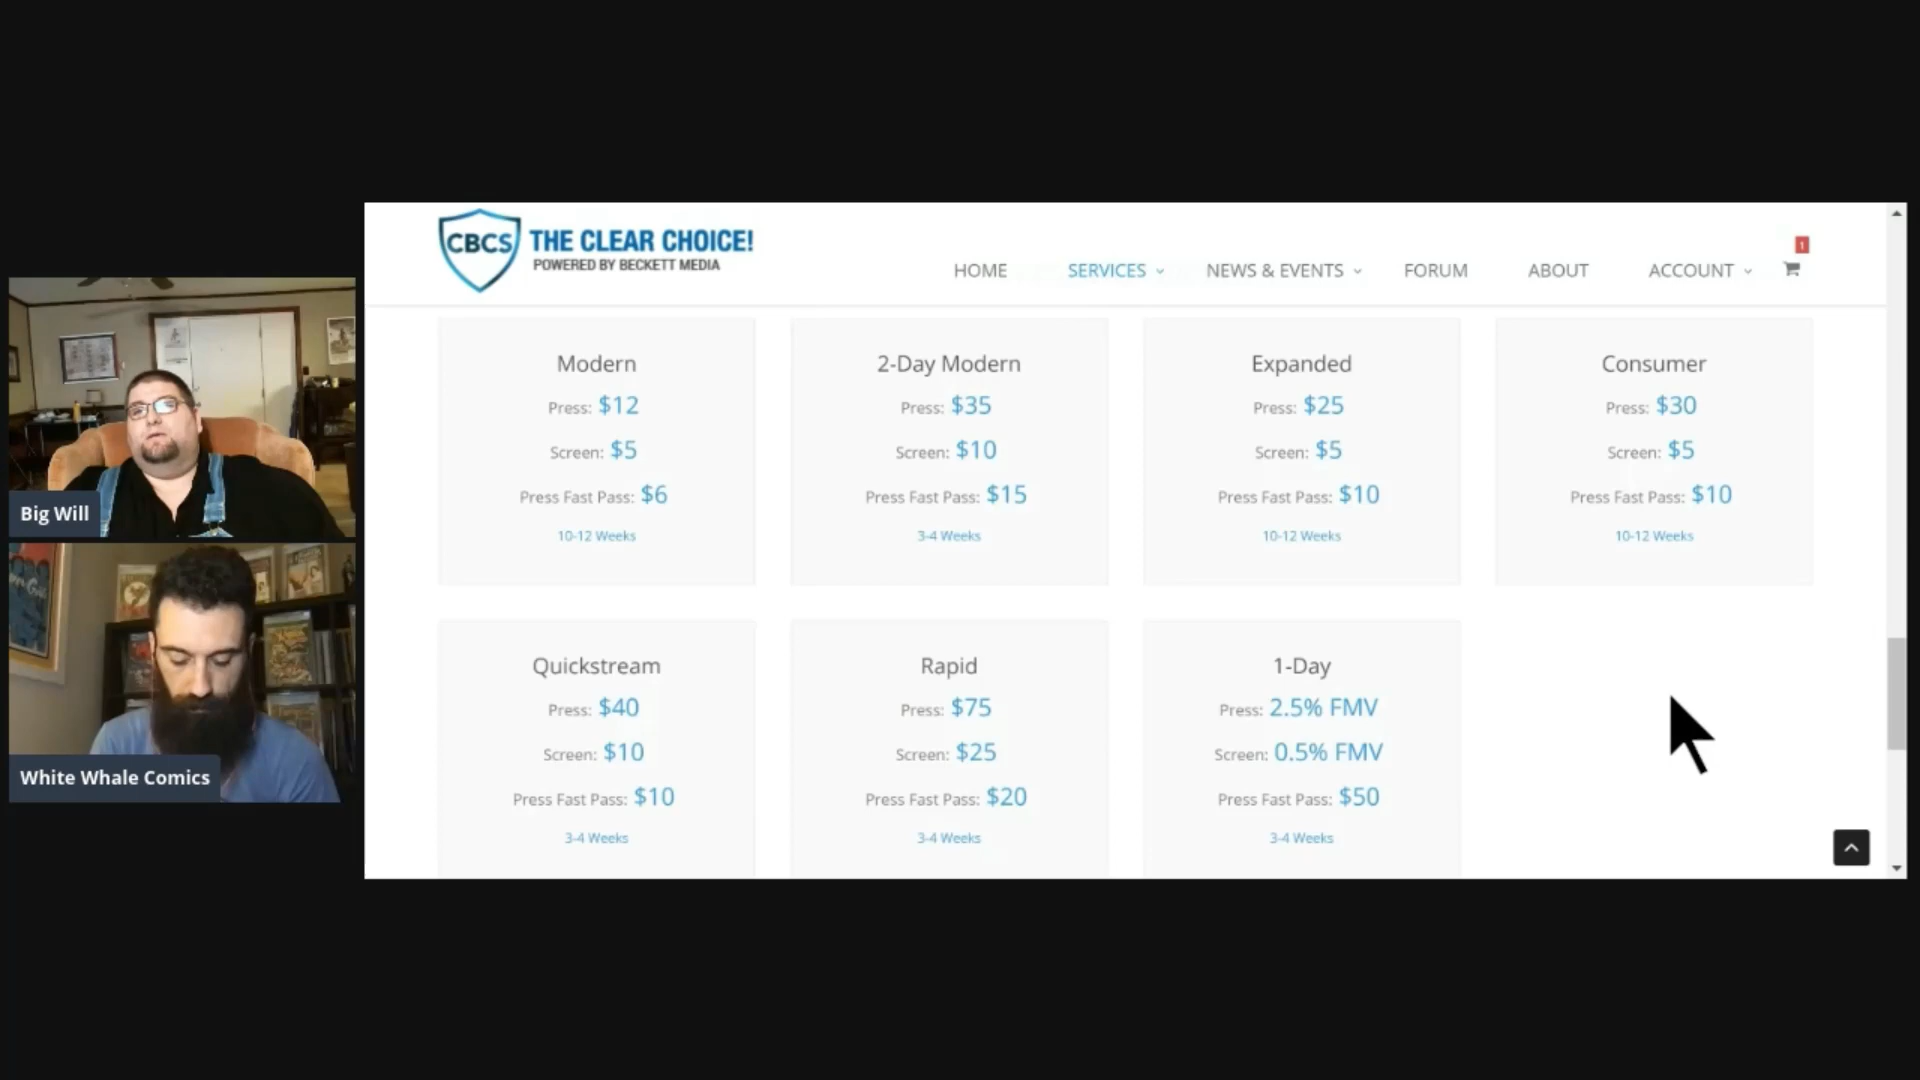 CBCS THE CLEAR CHOICE!
POWERED BY BECKETT MEDIA
HOME SERVICES NEWS & EVENTS FORUM ABOUT ACCOUNT 1
Modern
Press: $12
Screen: $5
Press Fast Pass: $6
10-12 Weeks
2-Day Modern
Press: $35
Screen: $10
Press Fast Pass: $15
3-4 Weeks
Expanded
Press: $25
Screen: $5
Press Fast Pass: $10
10-12 Weeks
Consumer
Press: $30
Screen: $5
Press Fast Pass: $10
10-12 Weeks
Quickstream
Press: $40
Screen: $10
Press Fast Pass: $10
3-4 Weeks
Rapid
Press: $75
Screen: $25
Press Fast Pass: $20
3-4 Weeks
1-Day
Press: 2.5% FMV
Screen: 0.5% FMV
Press Fast Pass: $50
3-4 Weeks
Big Will
White Whale Comics